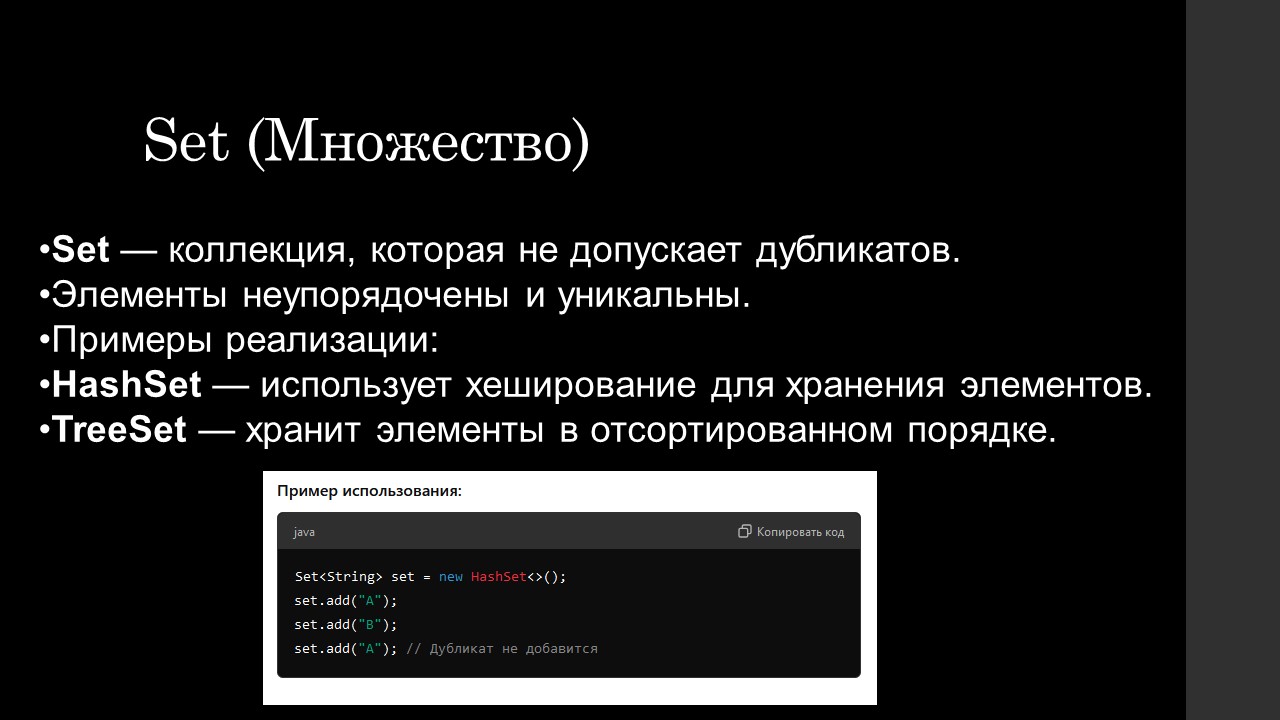 Set (Множество)
•Set — коллекция, которая не допускает дубликатов.
•Элементы неупорядочены и уникальны.
•Примеры реализации:
•HashSet — использует хеширование для хранения элементов.
•TreeSet — хранит элементы в отсортированном порядке.
Пример использования:
java Копировать код
Set<String> set = new HashSet<>();
set.add("A");
set.add("B");
set.add("A"); // Дубликат не добавится